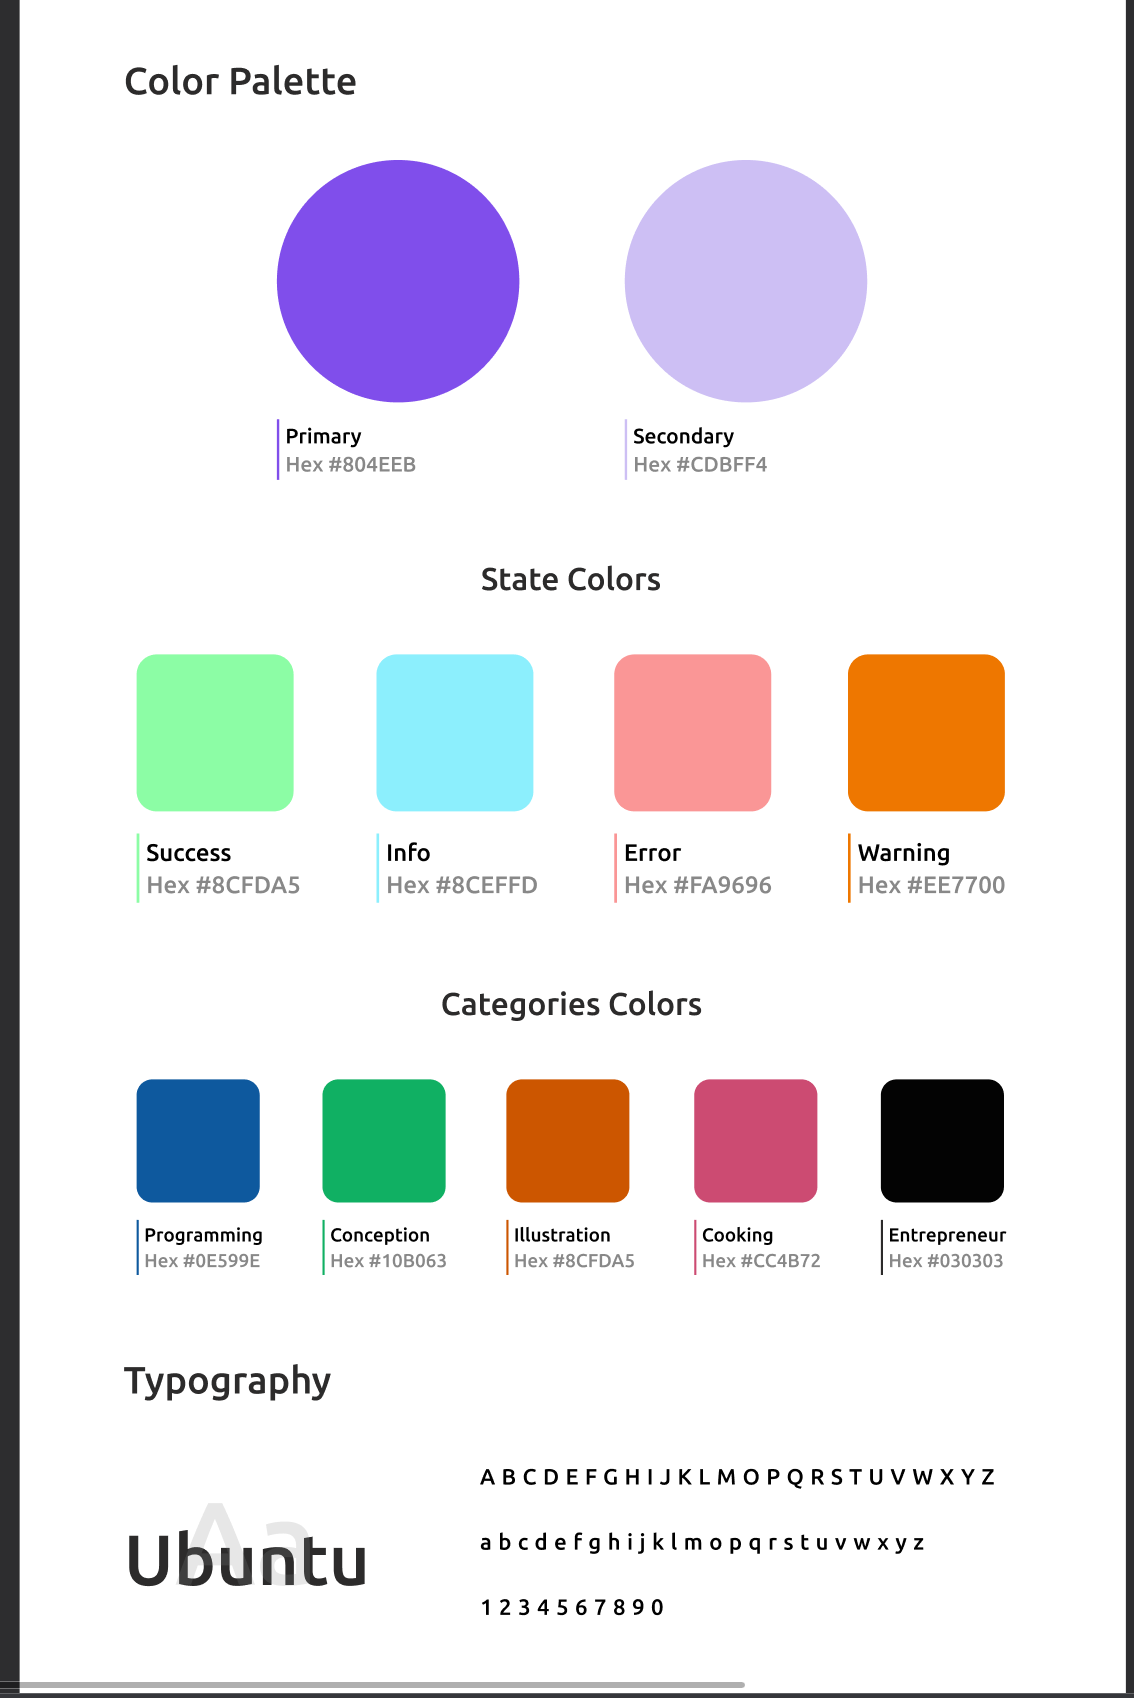 Color Palette
Primary
Hex #804EEB
Secondary
Hex #CDBFF4
State Colors
Success
Hex #8CFDA5
Info
Hex #8CEFFD
Error
Hex #FA9696
Warning
Hex #EE7700
Categories Colors
Programming
Hex #0E599E
Conception
Hex #10B063
Illustration
Hex #8CFDA5
Cooking
Hex #CC4B72
Entrepreneur
Hex #030303
Typography
Aa
Ubuntu
A B C D E F G H I J K L M O P Q R S T U V W X Y Z
a b c d e f g h i j k l m o p q r s t u v w x y z
1 2 3 4 5 6 7 8 9 0